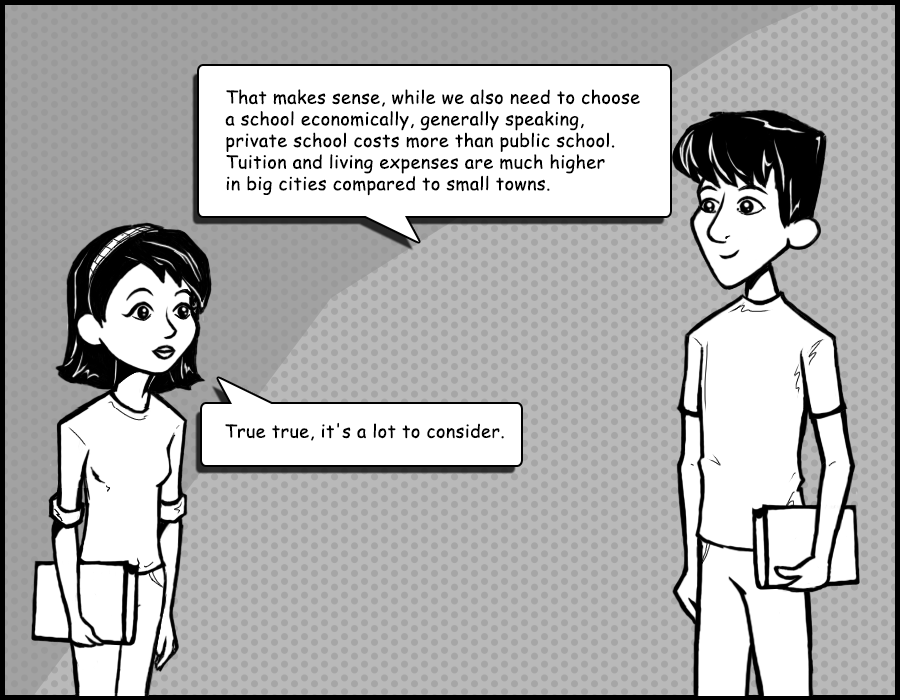 That makes sense, while we also need to choose
a school economically, generally speaking,
private school costs more than public school.
Tuition and living expenses are much higher
in big cities compared to small towns.
True true, it's a lot to consider.